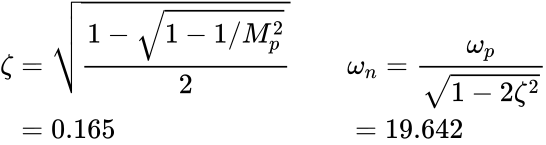 ζ = √((1 − √(1 − 1/M_p^2))/2)    ω_n = ω_p/√(1 − 2ζ^2)
= 0.165    = 19.642